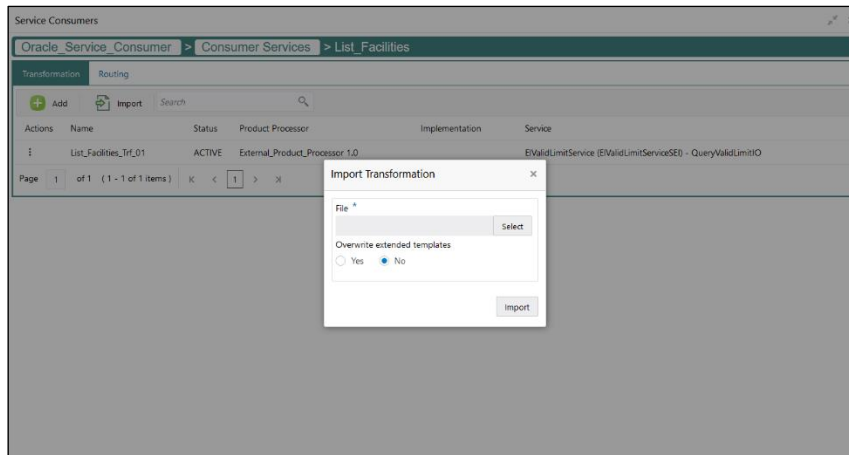 Service Consumers
Oracle_Service_Consumer > Consumer Services > List_Facilities
Transformation Routing
Add Import Search
Actions Name Status Product Processor Implementation Service
List_Facilities_Trf_01 ACTIVE External_Product_Processor 1.0 ElValidLimitService (ElValidLimitServiceSEI) - QueryValidLimitIO
Page 1 of 1 (1 - 1 of 1 items) 1
Import Transformation
File *
Select
Overwrite extended templates
Yes No
Import